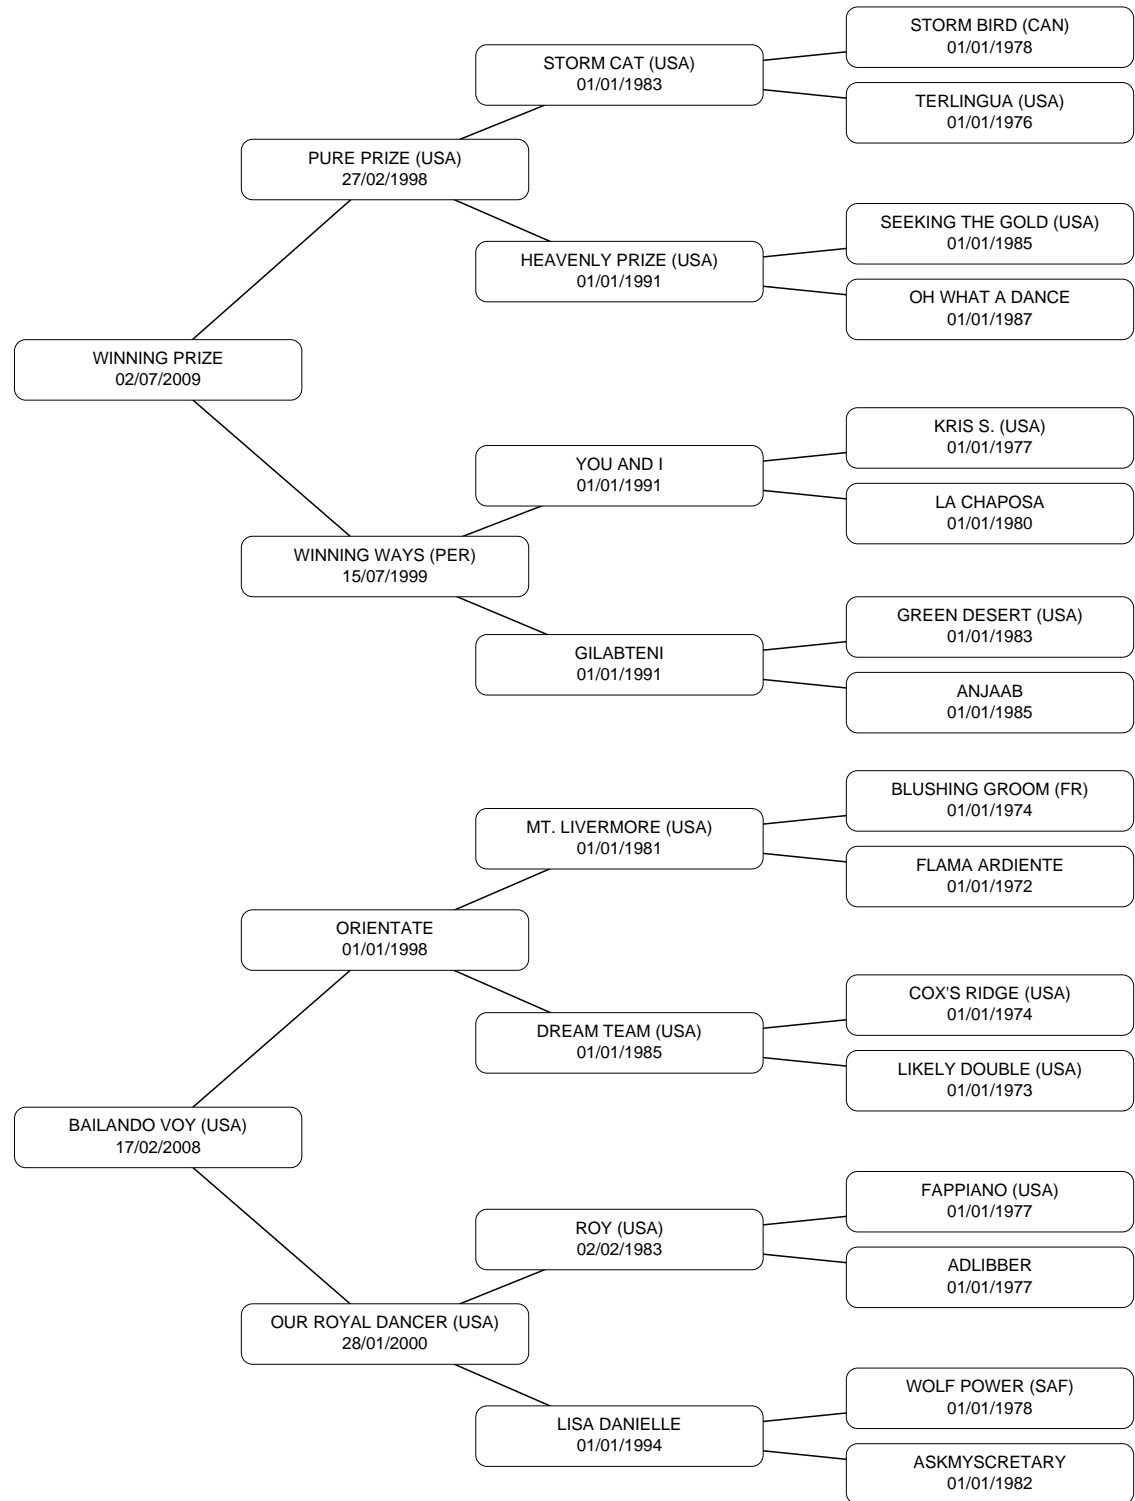 STORM BIRD (CAN)
01/01/1978
STORM CAT (USA)
01/01/1983
TERLINGUA (USA)
01/01/1976
PURE PRIZE (USA)
27/02/1998
SEEKING THE GOLD (USA)
01/01/1985
HEAVENLY PRIZE (USA)
01/01/1991
OH WHAT A DANCE
01/01/1987
WINNING PRIZE
02/07/2009
KRIS S. (USA)
01/01/1977
YOU AND I
01/01/1991
LA CHAPOSA
01/01/1980
WINNING WAYS (PER)
15/07/1999
GREEN DESERT (USA)
01/01/1983
GILABTENI
01/01/1991
ANJAAB
01/01/1985
BLUSHING GROOM (FR)
01/01/1974
MT. LIVERMORE (USA)
01/01/1981
FLAMA ARDIENTE
01/01/1972
ORIENTATE
01/01/1998
COX'S RIDGE (USA)
01/01/1974
DREAM TEAM (USA)
01/01/1985
LIKELY DOUBLE (USA)
01/01/1973
BAILANDO VOY (USA)
17/02/2008
FAPPIANO (USA)
01/01/1977
ROY (USA)
02/02/1983
ADLIBBER
01/01/1977
OUR ROYAL DANCER (USA)
28/01/2000
WOLF POWER (SAF)
01/01/1978
LISA DANIELLE
01/01/1994
ASKMYSCRETARY
01/01/1982